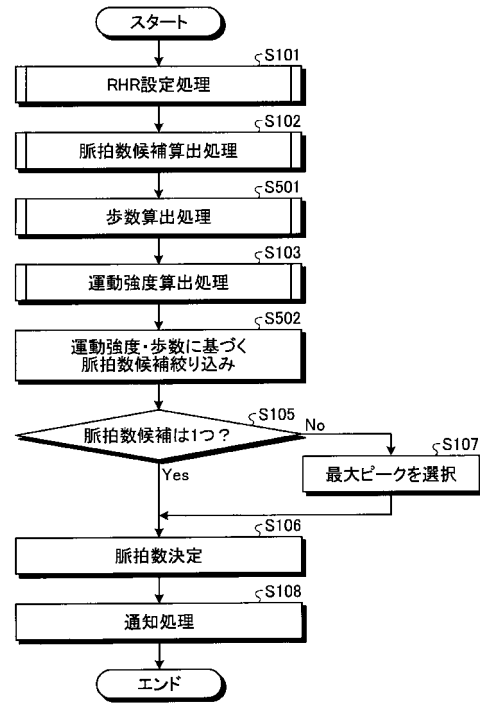 スタート
S101
RHR設定処理
S102
脈拍数候補算出処理
S501
歩数算出処理
S103
運動強度算出処理
S502
運動強度・歩数に基づく
脈拍数候補絞り込み
S105
脈拍数候補は1つ？
No
S107
最大ピークを選択
Yes
S106
脈拍数決定
S108
通知処理
エンド